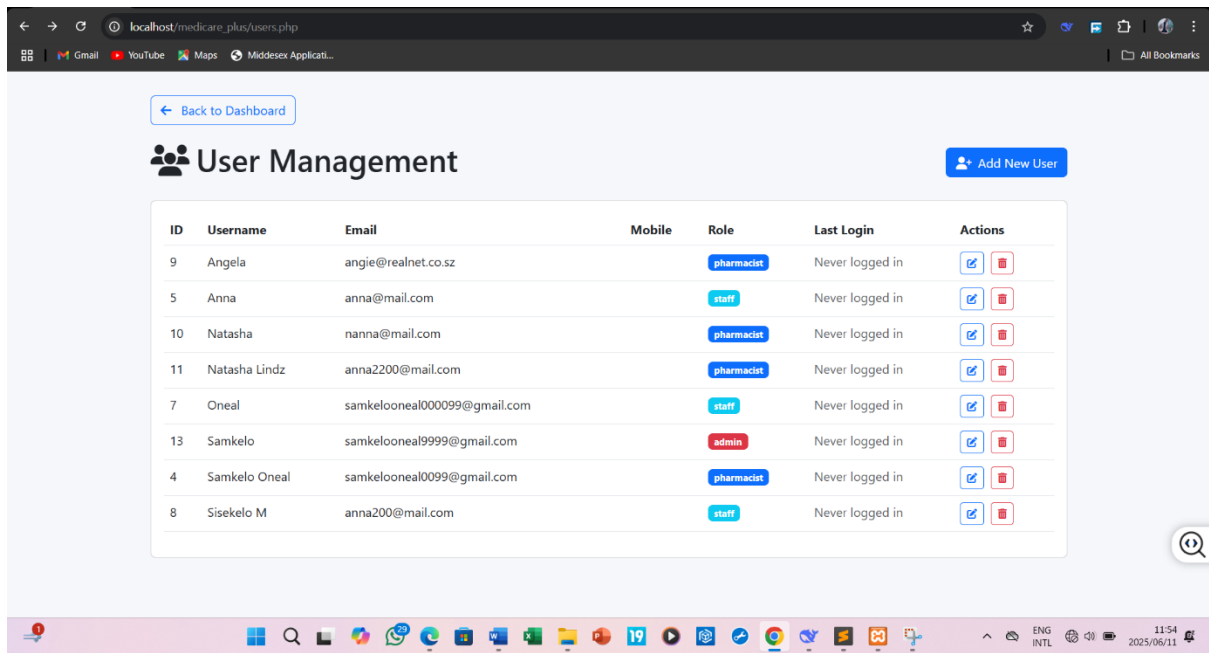 localhost/medicare_plus/users.php
Gmail YouTube Maps Middesex Applicati... All Bookmarks
Back to Dashboard
User Management
Add New User
ID Username Email Mobile Role Last Login Actions
9 Angela angie@realnet.co.sz pharmacist Never logged in
5 Anna anna@mail.com staff Never logged in
10 Natasha nanna@mail.com pharmacist Never logged in
11 Natasha Lindz anna2200@mail.com pharmacist Never logged in
7 Oneal samkelooneal000099@gmail.com staff Never logged in
13 Samkelo samkelooneal9999@gmail.com admin Never logged in
4 Samkelo Oneal samkelooneal0099@gmail.com pharmacist Never logged in
8 Sisekelo M anna200@mail.com staff Never logged in
1 29 19 ENG 11:54
INTL 2025/06/11